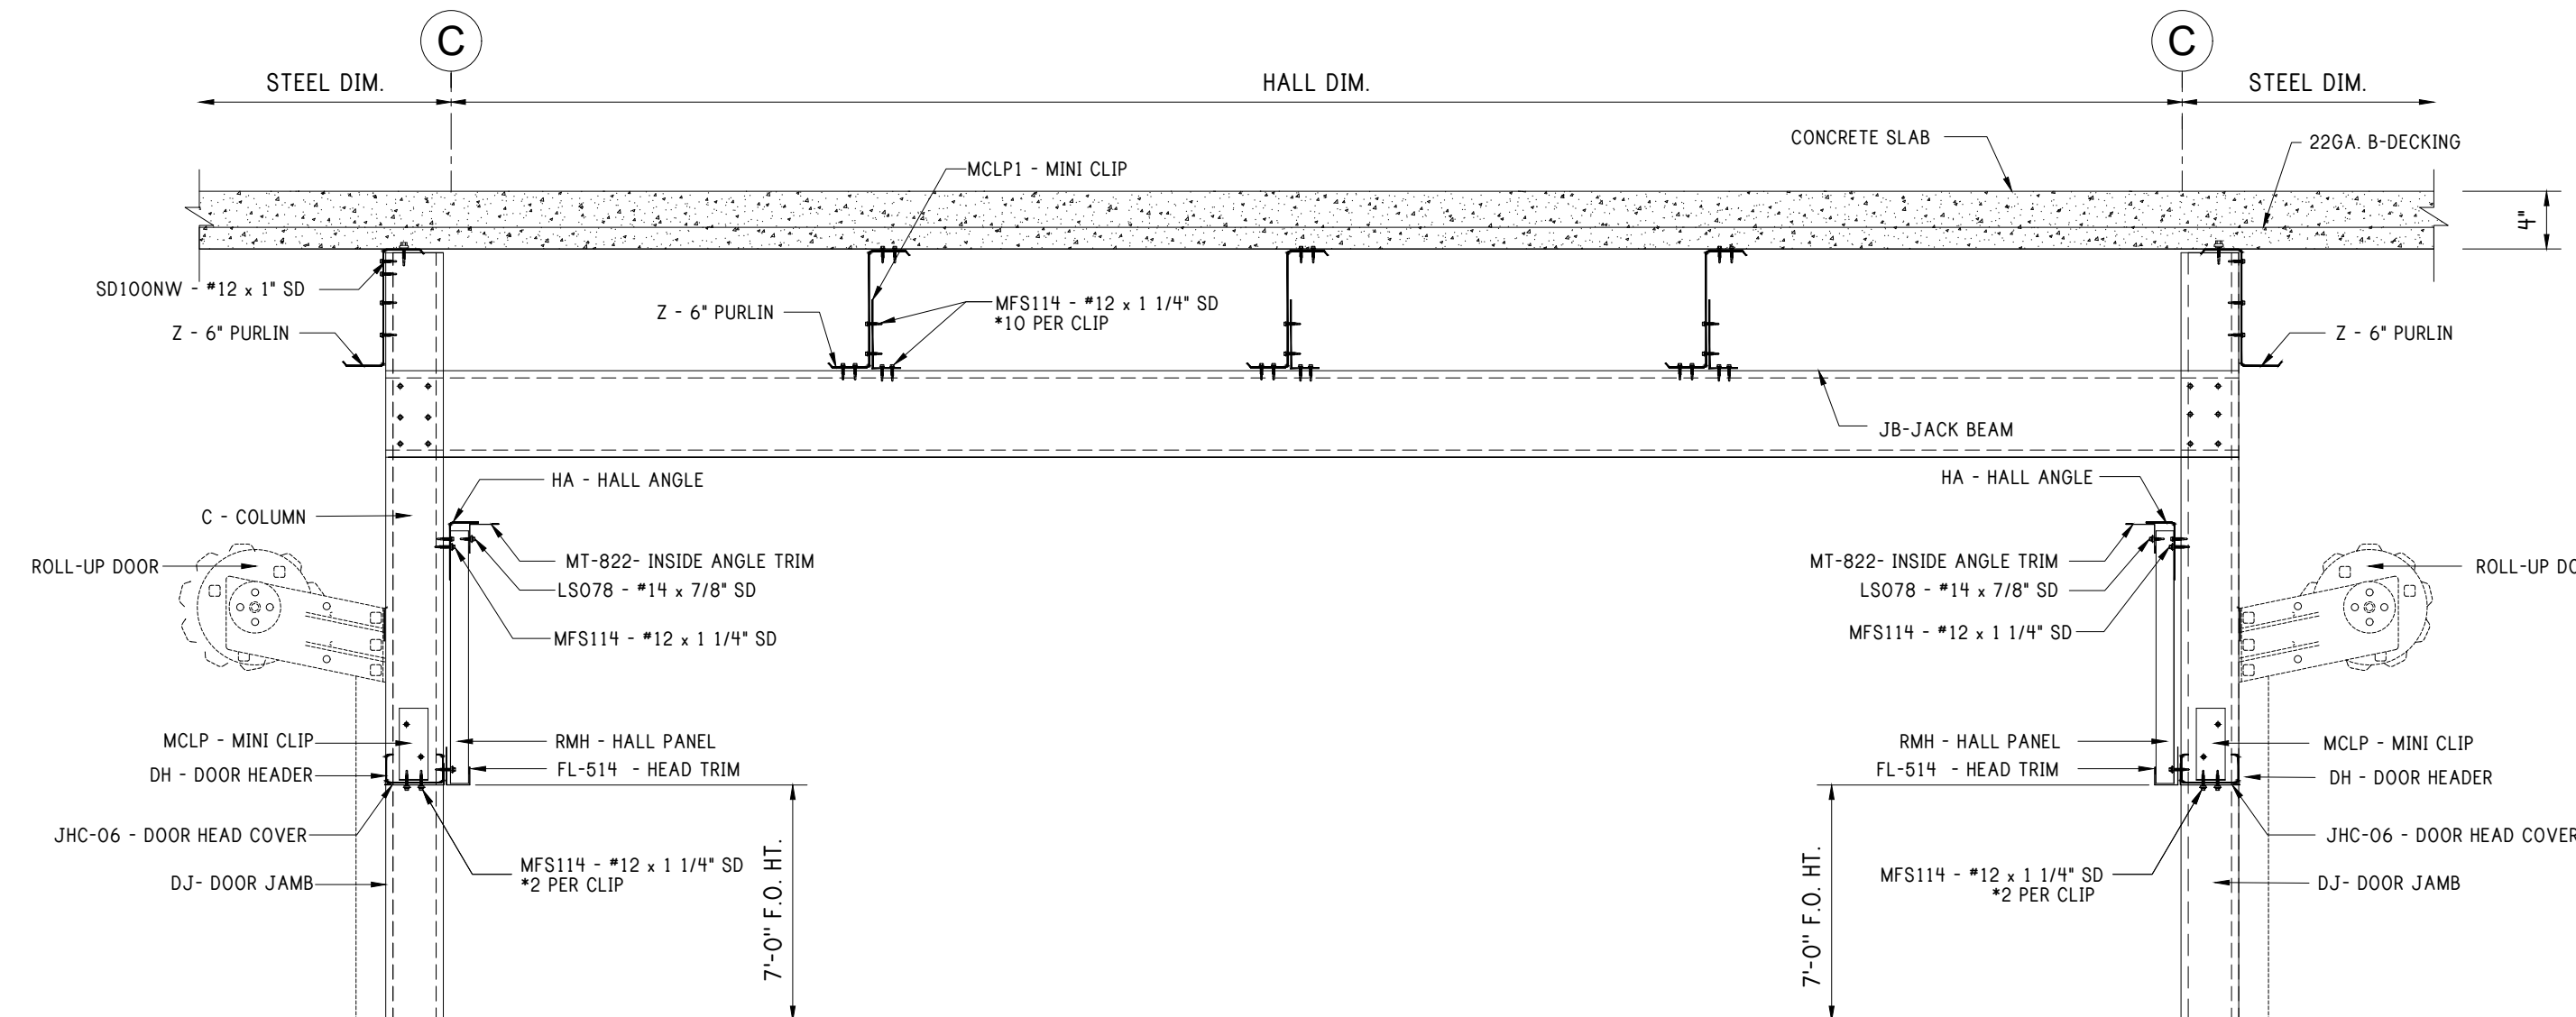 C
C
STEEL DIM.
HALL DIM.
STEEL DIM.
CONCRETE SLAB
22GA. B-DECKING
MCLP1 - MINI CLIP
4"
SD100NW - #12 x 1" SD
Z - 6" PURLIN
Z - 6" PURLIN
MFS114 - #12 x 1 1/4" SD
*10 PER CLIP
Z - 6" PURLIN
JB-JACK BEAM
HA - HALL ANGLE
HA - HALL ANGLE
C - COLUMN
ROLL-UP DOOR
MT-822- INSIDE ANGLE TRIM
LS078 - #14 x 7/8" SD
MFS114 - #12 x 1 1/4" SD
MT-822- INSIDE ANGLE TRIM
LS078 - #14 x 7/8" SD
MFS114 - #12 x 1 1/4" SD
ROLL-UP DO
MCLP - MINI CLIP
DH - DOOR HEADER
RMH - HALL PANEL
FL-514 - HEAD TRIM
RMH - HALL PANEL
FL-514 - HEAD TRIM
MCLP - MINI CLIP
DH - DOOR HEADER
JHC-06 - DOOR HEAD COVER
DJ- DOOR JAMB
MFS114 - #12 x 1 1/4" SD
*2 PER CLIP
7'-0" F.O. HT.
7'-0" F.O. HT.
MFS114 - #12 x 1 1/4" SD
*2 PER CLIP
JHC-06 - DOOR HEAD COVER
DJ- DOOR JAMB